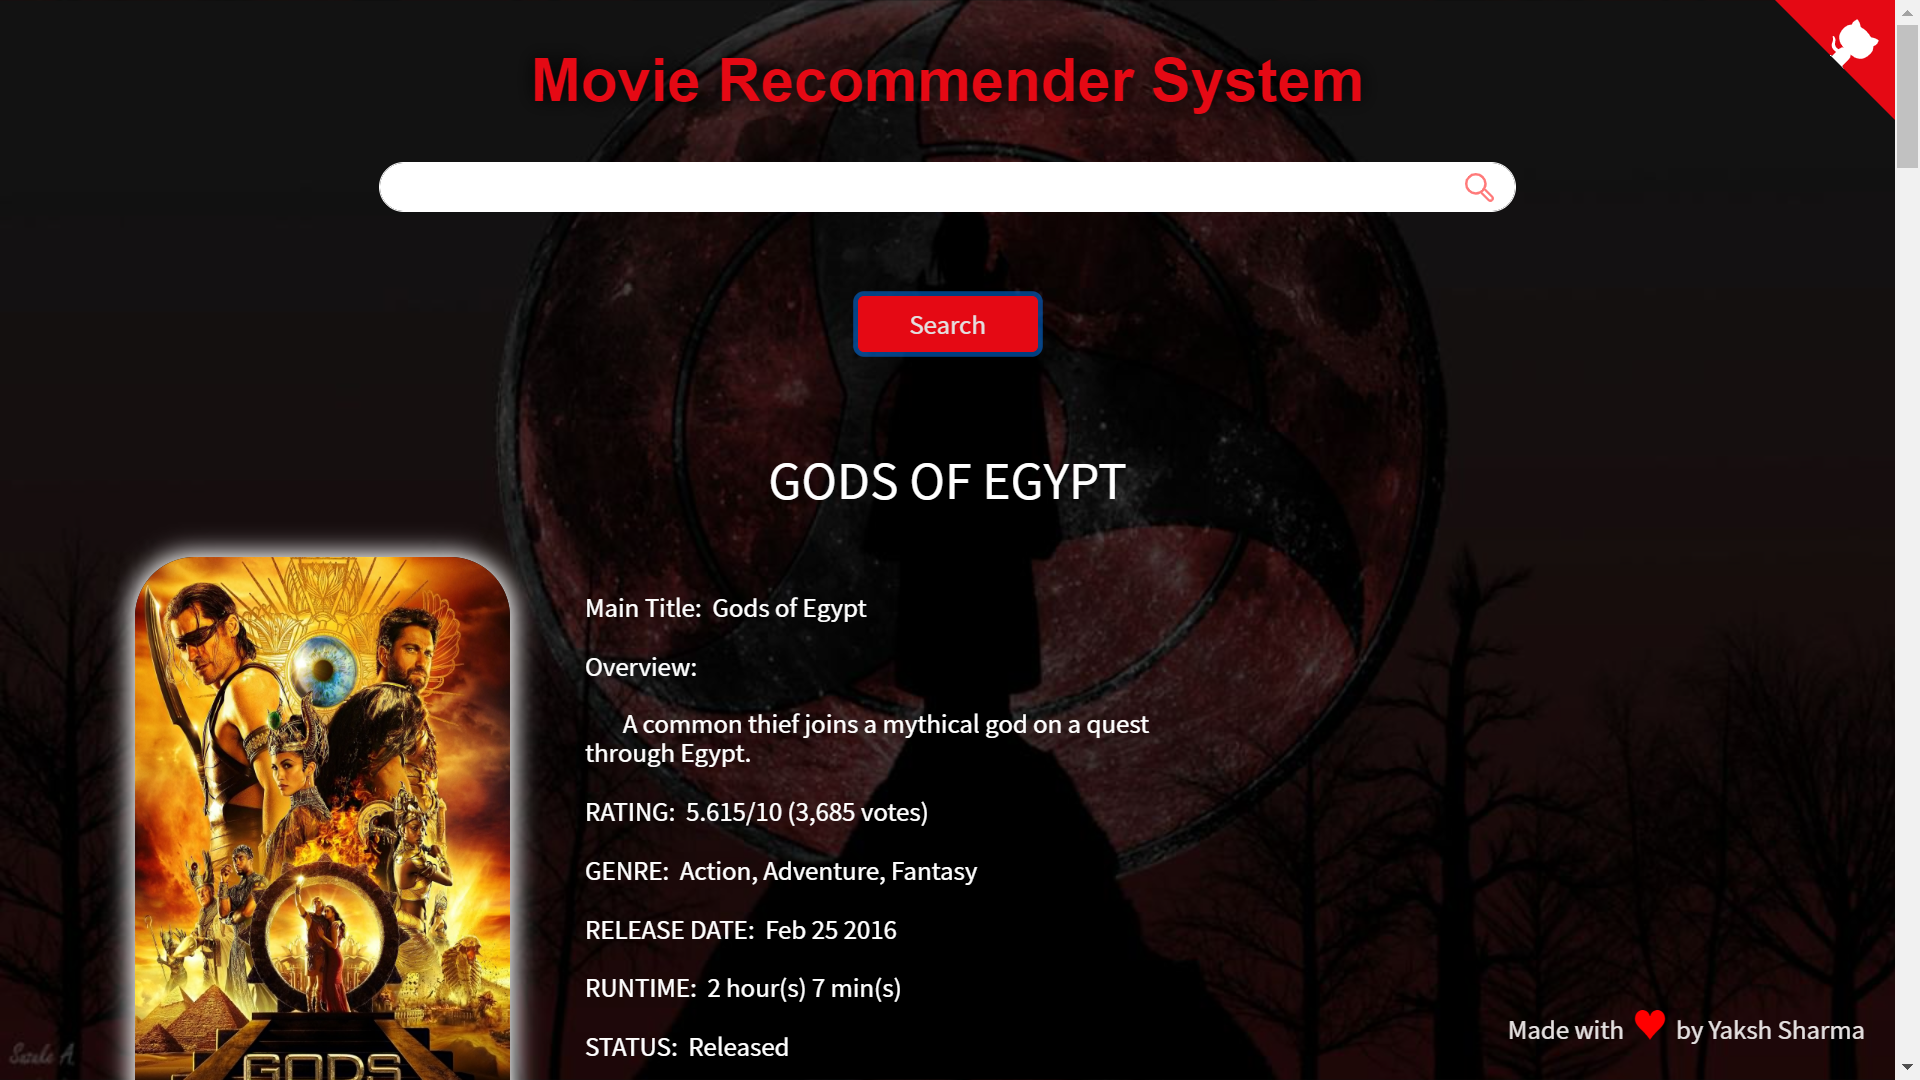 Movie Recommender System
Search
GODS OF EGYPT
Main Title: Gods of Egypt
Overview:
A common thief joins a mythical god on a quest
through Egypt.
RATING: 5.615/10 (3,685 votes)
GENRE: Action, Adventure, Fantasy
RELEASE DATE: Feb 25 2016
RUNTIME: 2 hour(s) 7 min(s)
STATUS: Released
GODS
Made with by Yaksh Sharma